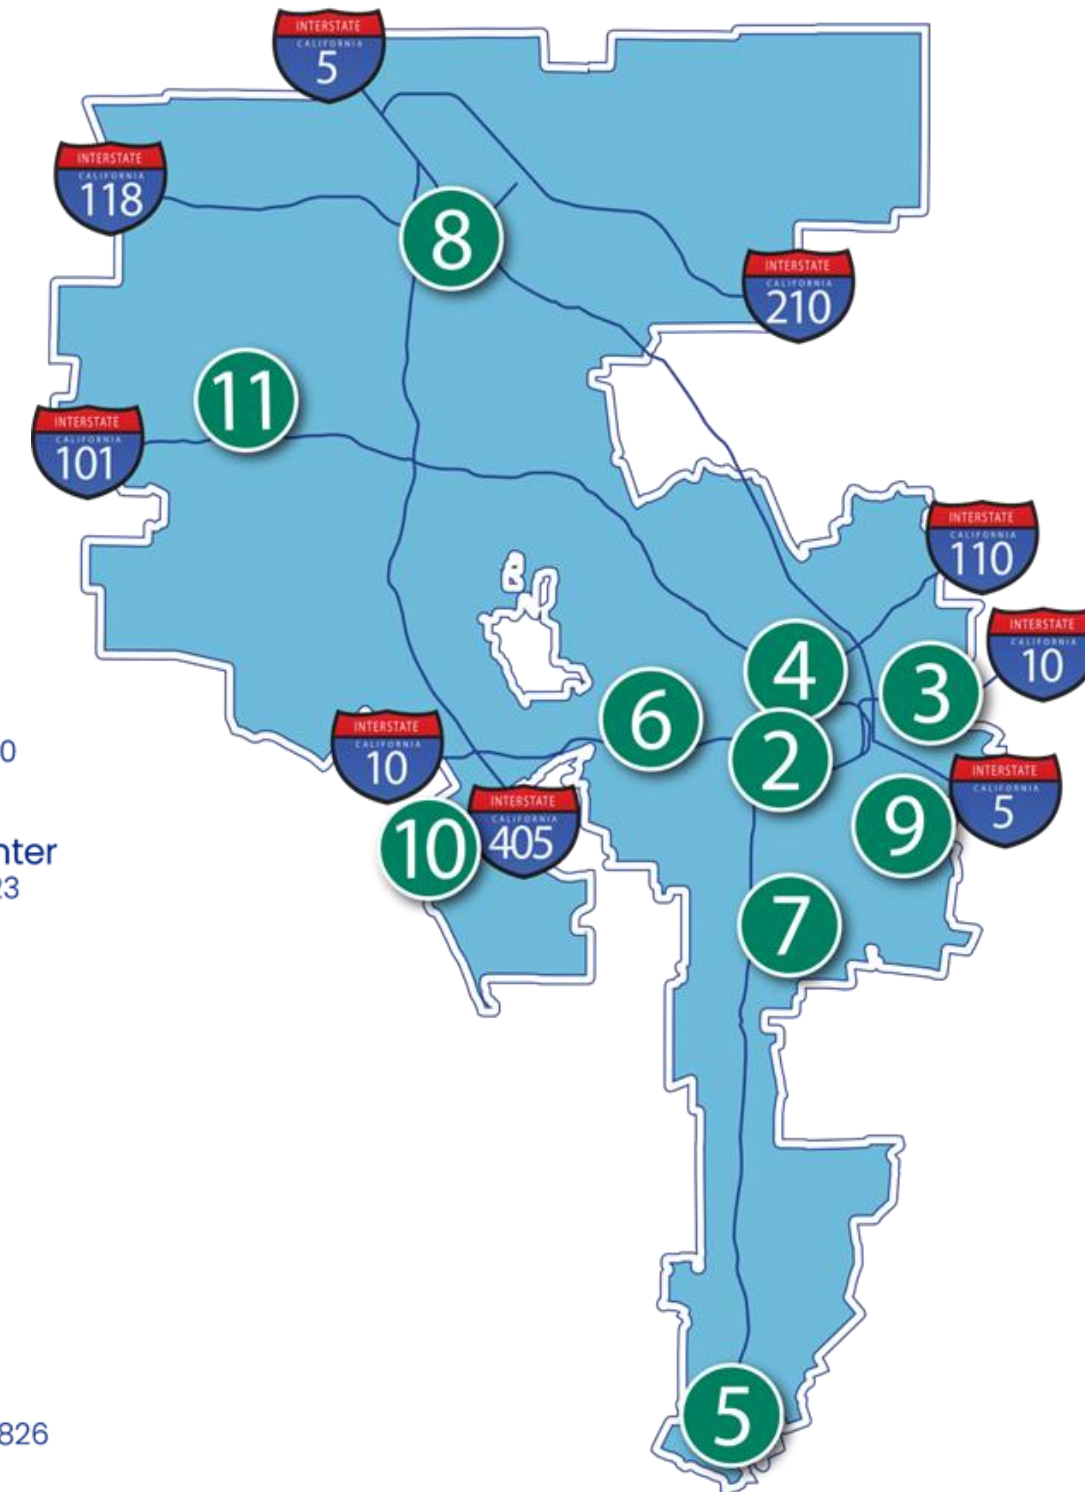 INTERSTATE
CALIFORNIA
5
INTERSTATE
CALIFORNIA
118
8
INTERSTATE
CALIFORNIA
210
11
INTERSTATE
CALIFORNIA
101
INTERSTATE
CALIFORNIA
110
INTERSTATE
CALIFORNIA
10
4
3
6
INTERSTATE
CALIFORNIA
10
2
0
INTERSTATE
CALIFORNIA
5
INTERSTATE
CALIFORNIA
405
10
9
nter
23
7
5
826